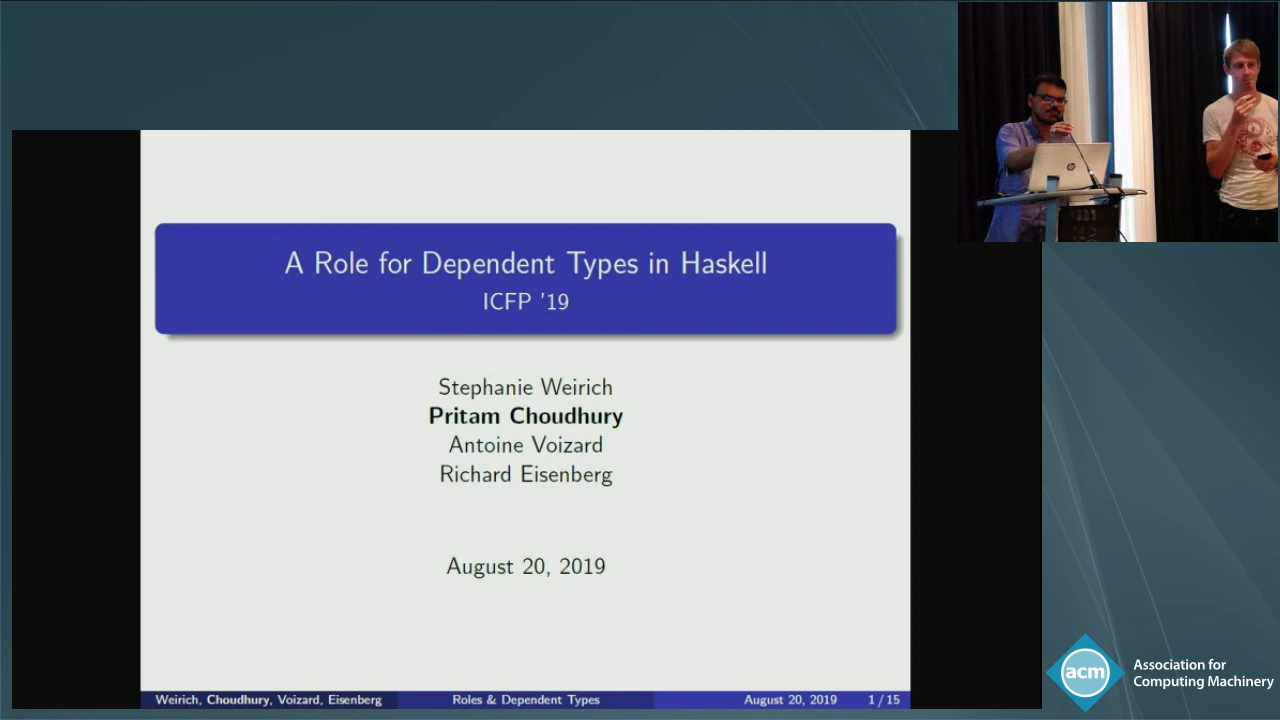 A Role for Dependent Types in Haskell
ICFP '19
Stephanie Weirich
Pritam Choudhury
Antoine Voizard
Richard Eisenberg
August 20, 2019
Weirich, Choudhury, Voizard, Eisenberg
Roles & Dependent Types
August 20, 2019
1 / 15
hp
acm
Association for
Computing Machinery